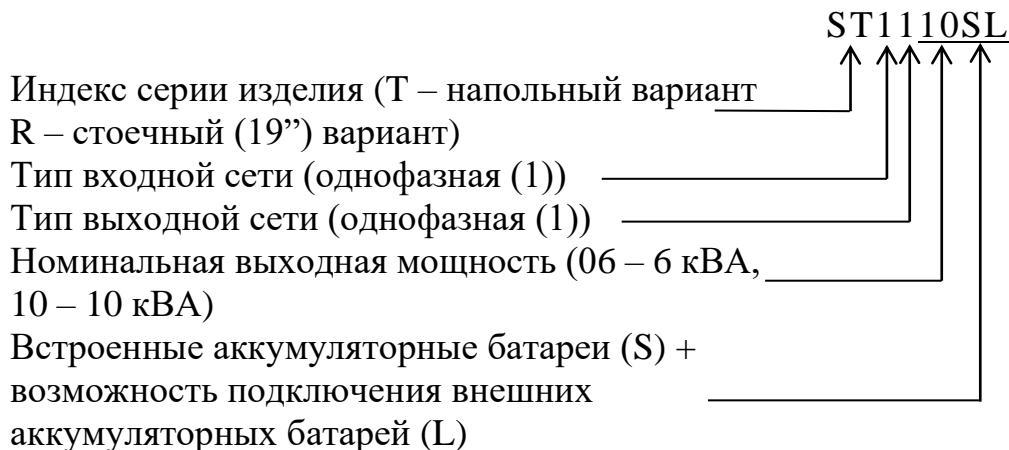 ST1110SL
Индекс серии изделия (Т – напольный вариант
R – стоечный (19”) вариант)
Тип входной сети (однофазная (1))
Тип выходной сети (однофазная (1))
Номинальная выходная мощность (06 – 6 кВА,
10 – 10 кВА)
Встроенные аккумуляторные батареи (S) +
возможность подключения внешних
аккумуляторных батарей (L)